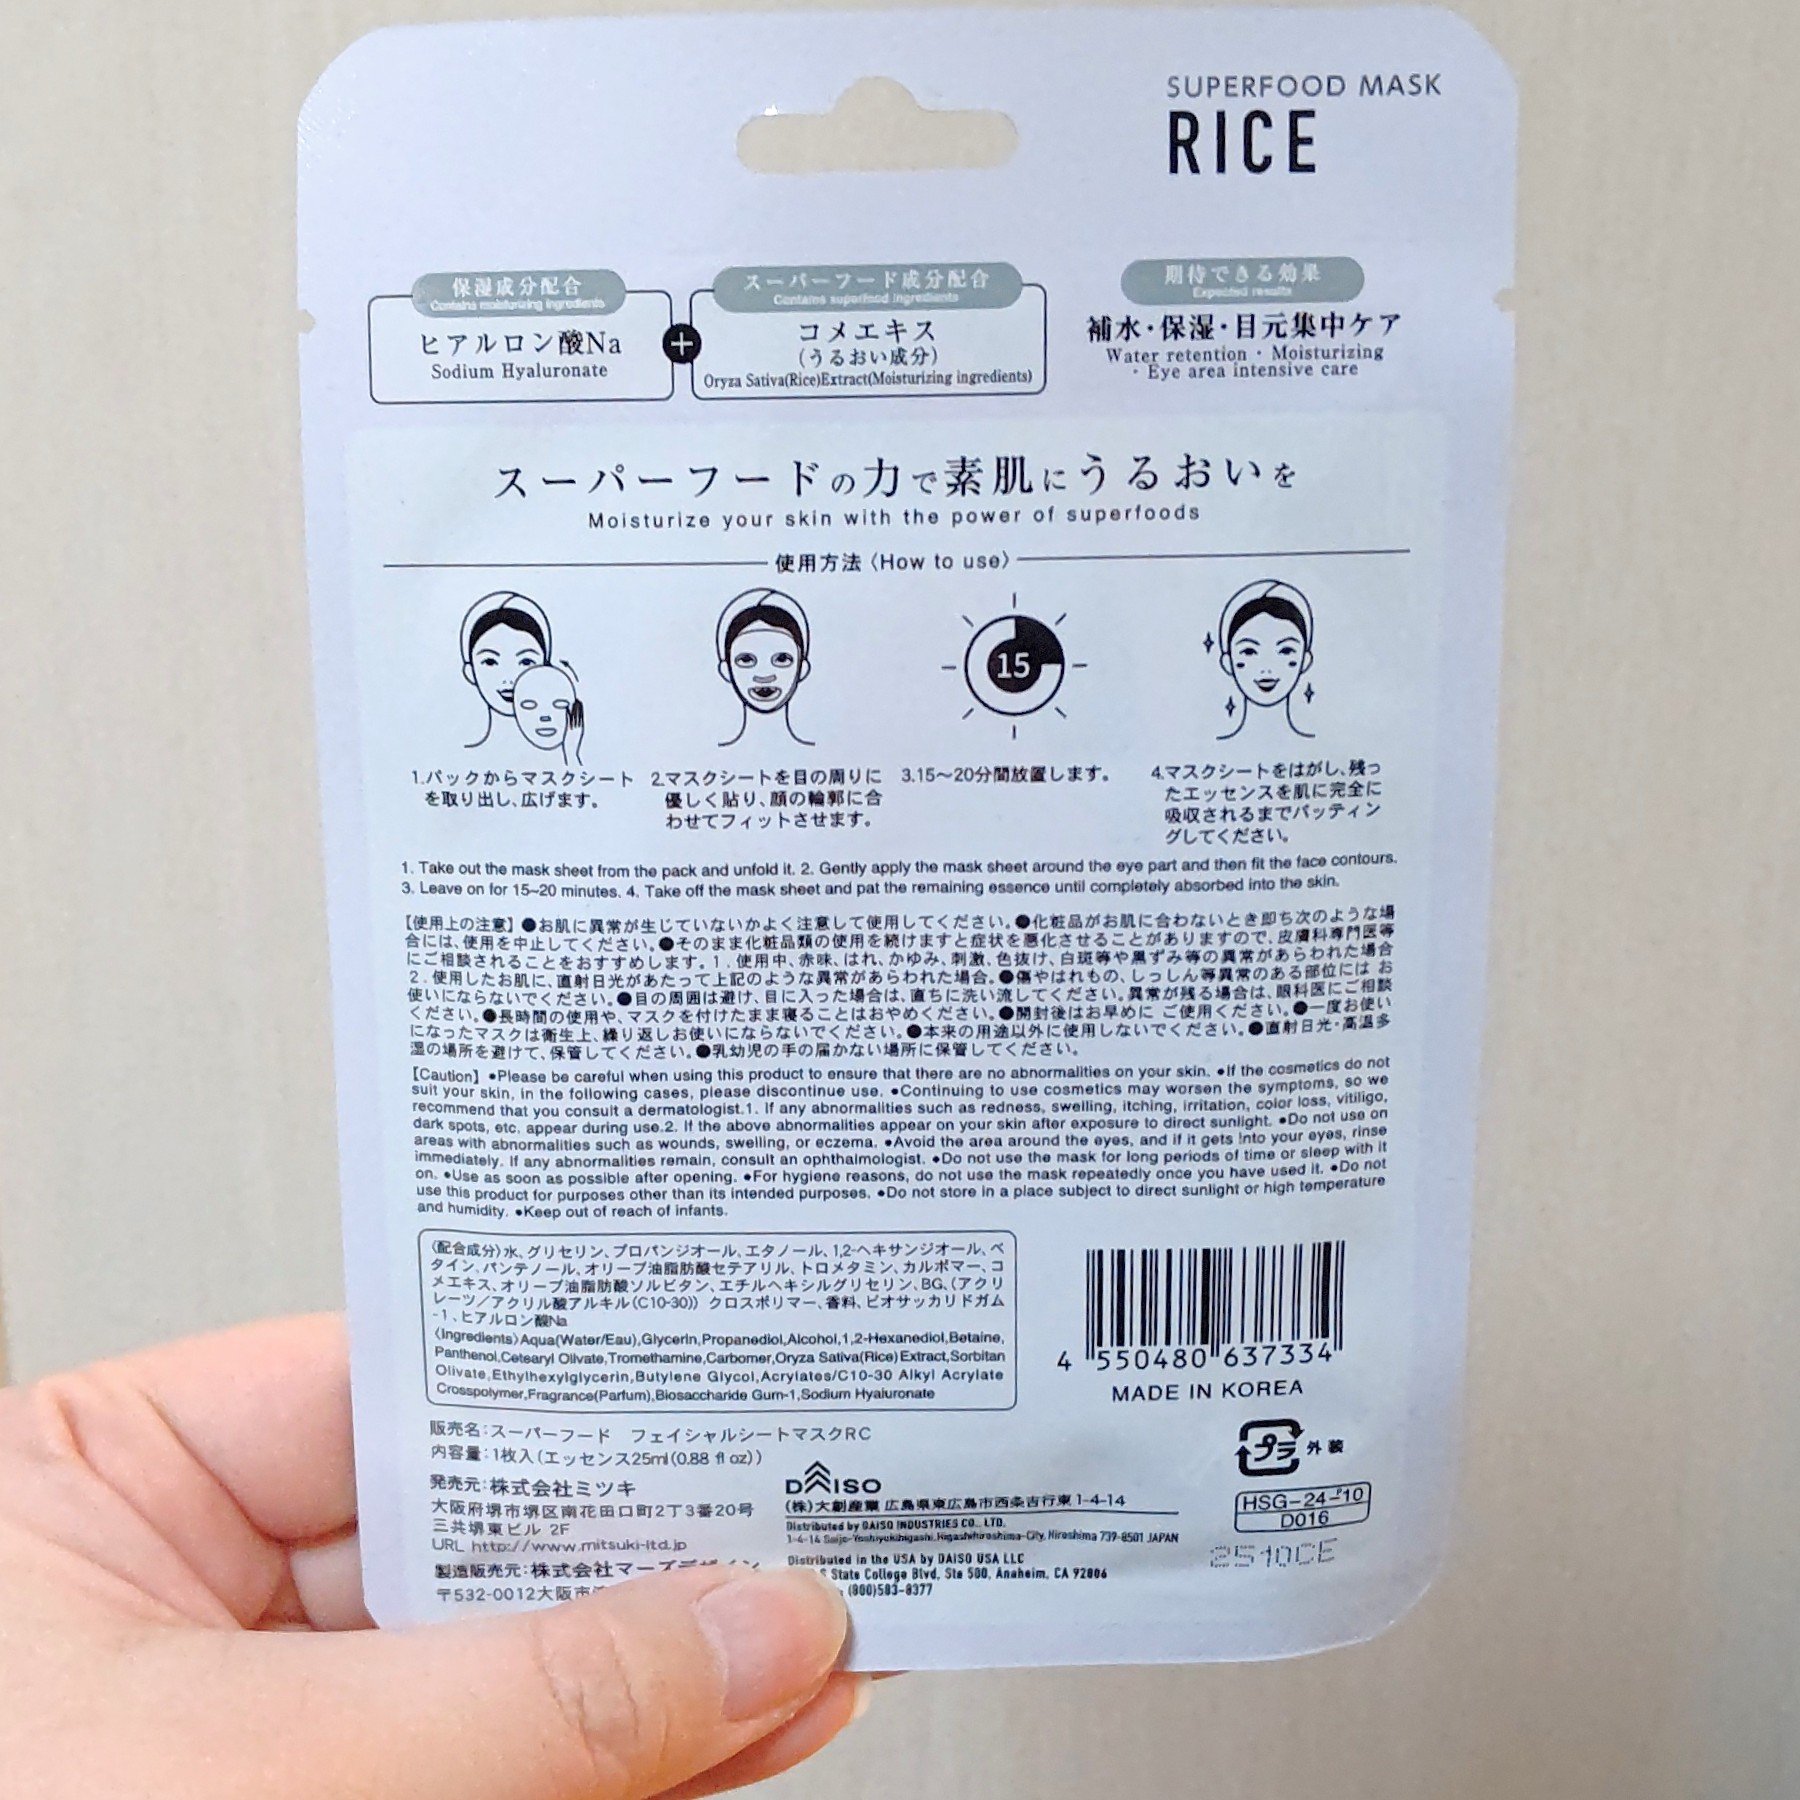 SUPERFOOD MASK
RICE
保湿成分配合
Contains moisturizing ingredients
ヒアルロン酸Na
Sodium Hyaluronate
+
スーパーフード成分配合
Contains superfood ingredients
コメエキス
(うるおい成分)
Oryza Sativa(Rice)Extract(Moisturizing ingredients)
期待できる効果
Expected results
補水・保湿・目元集中ケア
Water retention・Moisturizing
・Eye area intensive care
スーパーフードの力で素肌にうるおいを
Moisturize your skin with the power of superfoods
使用方法〈How to use〉
15
1.パックからマスクシート
を取り出し、広げます。
2.マスクシートを目の周りに
優しく貼り、顔の輪郭に合
わせてフィットさせます。
3.15〜20分間放置します。
4.マスクシートをはがし、残っ
たエッセンスを肌に完全に
吸収されるまでパッティン
グしてください。
1. Take out the mask sheet from the pack and unfold it. 2. Gently apply the mask sheet around the eye part and then fit the face contours.
3. Leave on for 15~20 minutes. 4. Take off the mask sheet and pat the remaining essence until completely absorbed into the skin.
【使用上の注意】●お肌に異常が生じていないかよく注意して使用してください。●化粧品がお肌に合わないとき即ち次のような場
合には、使用を中止してください。●そのまま化粧品類の使用を続けますと症状を悪化させることがありますので、皮膚科専門医等
にご相談されることをおすすめします。1．使用中、赤味、はれ、かゆみ、刺激、色抜け、白斑等や黒ずみ等の異常があらわれた場合
2．使用したお肌に、直射日光があたって上記のような異常があらわれた場合。●傷やはれもの、しっしん等異常のある部位には お
使いにならないでください。●目の周囲は避け、目に入った場合は、直ちに洗い流してください。異常が残る場合は、眼科医にご相談
ください。●長時間の使用や、マスクを付けたまま寝ることはおやめください。●開封後はお早めに ご使用ください。●一度お使い
になったマスクは衛生上、繰り返しお使いにならないでください。●本来の用途以外に使用しないでください。●直射日光・高温多
湿の場所を避けて、保管してください。●乳幼児の手の届かない場所に保管してください。
【Caution】●Please be careful when using this product to ensure that there are no abnormalities on your skin. ●If the cosmetics do not
suit your skin, in the following cases, please discontinue use. ●Continuing to use cosmetics may worsen the symptoms, so we
recommend that you consult a dermatologist.1. If any abnormalities such as redness, swelling, itching, irritation, color loss, vitiligo,
dark spots, etc. appear during use.2. If the above abnormalities appear on your skin after exposure to direct sunlight. ●Do not use on
areas with abnormalities such as wounds, swelling, or eczema. ●Avoid the area around the eyes, and if it gets into your eyes, rinse
immediately. If any abnormalities remain, consult an ophthalmologist. ●Do not use the mask for long periods of time or sleep with it
on. ●Use as soon as possible after opening. ●For hygiene reasons, do not use the mask repeatedly once you have used it. ●Do not
use this product for purposes other than its intended purposes. ●Do not store in a place subject to direct sunlight or high temperature
and humidity. ●Keep out of reach of infants.
〈配合成分〉水、グリセリン、プロパンジオール、エタノール、1,2-ヘキサンジオール、ベ
タイン、パンテノール、オリーブ油脂肪酸セテアリル、トロメタミン、カルボマー、コ
メエキス、オリーブ油脂肪酸ソルビタン、エチルヘキシルグリセリン、BG、（アクリ
レーツ／アクリル酸アルキル（C10-30）） クロスポリマー、香料、ビオサッカリドガム
-1、ヒアルロン酸Na
〈Ingredients〉Aqua(Water/Eau),Glycerin,Propanediol,Alcohol,1,2-Hexanediol,Betaine,
Panthenol,Cetearyl Olivate,Tromethamine,Carbomer,Oryza Sativa(Rice) Extract,Sorbitan
Olivate,Ethylhexylglycerin,Butylene Glycol,Acrylates/C10-30 Alkyl Acrylate
Crosspolymer,Fragrance(Parfum),Biosaccharide Gum-1,Sodium Hyaluronate
4 550480 637334
MADE IN KOREA
販売名：スーパーフード フェイシャルシートマスクRC
内容量：1枚入（エッセンス25ml（0.88 fl oz））
発売元：株式会社ミツキ
大阪府堺市堺区南花田口町2丁3番20号
三共堺東ビル 2F
URL http://www.mitsuki-ltd.jp
製造販売元：株式会社マーズデザイン
〒532-0012大阪市
DAISO
(株)大創産業 広島県東広島市西条吉行東1-4-14
Distributed by DAISO INDUSTRIES CO., LTD.
1-4-14 Saijo-Yoshiyukihigashi, Higashihiroshima-City, Hiroshima 739-8501 JAPAN
Distributed in the USA by DAISO USA LLC
S State College Blvd, Ste 500, Anaheim, CA 92806
(800)583-8377
プラ 外装
HSG-24-P10
D016
2510CE